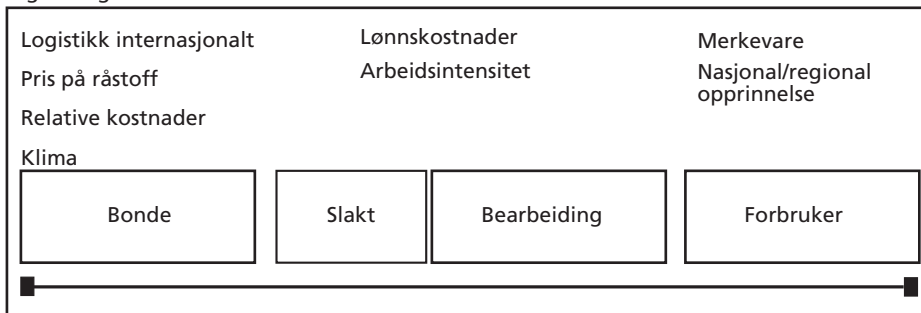 Logistikk internasjonalt
Pris på råstoff
Relative kostnader
Klima
Lønnskostnader
Arbeidsintensitet
Merkevare
Nasjonal/regional
opprinnelse
Bonde
Slakt
Bearbeiding
Forbruker